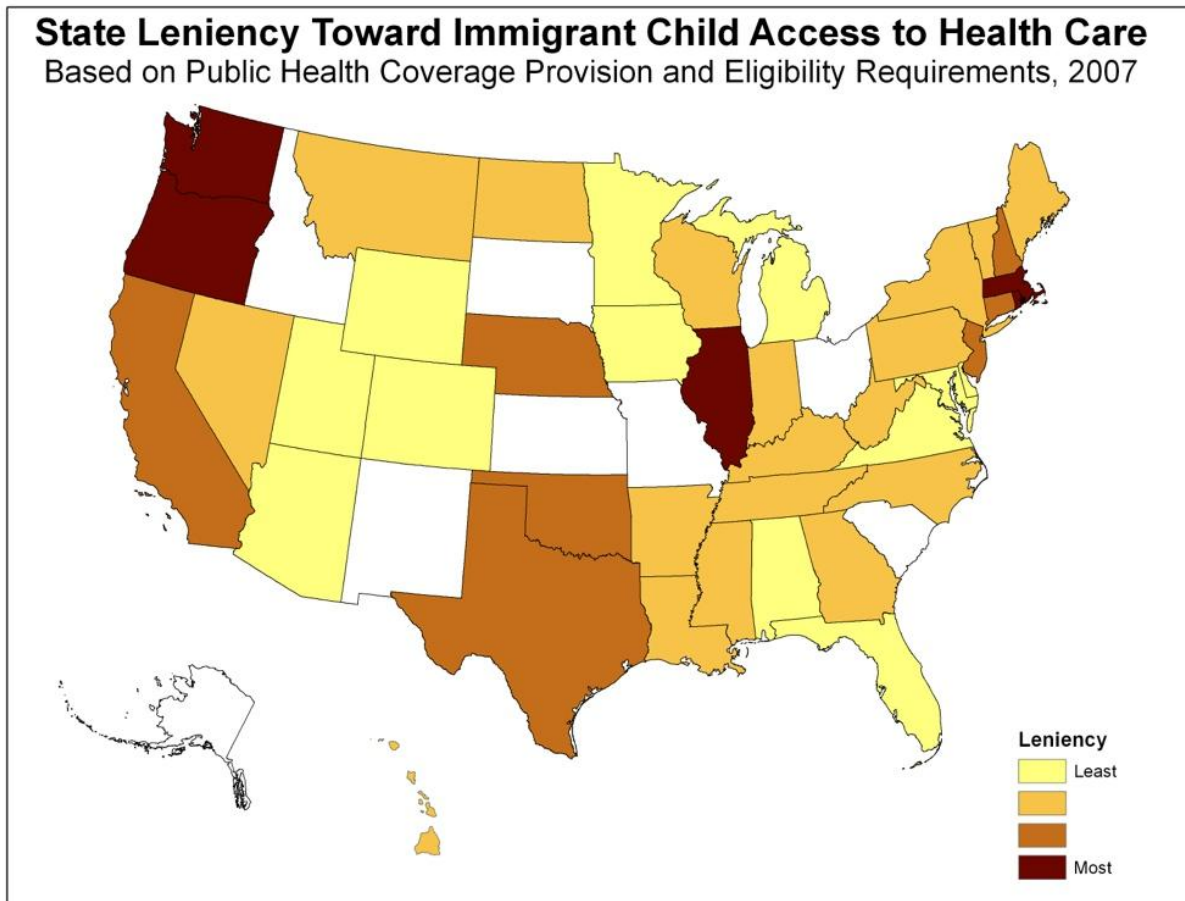 State Leniency Toward Immigrant Child Access to Health Care
Based on Public Health Coverage Provision and Eligibility Requirements, 2007
Leniency
Least
Most